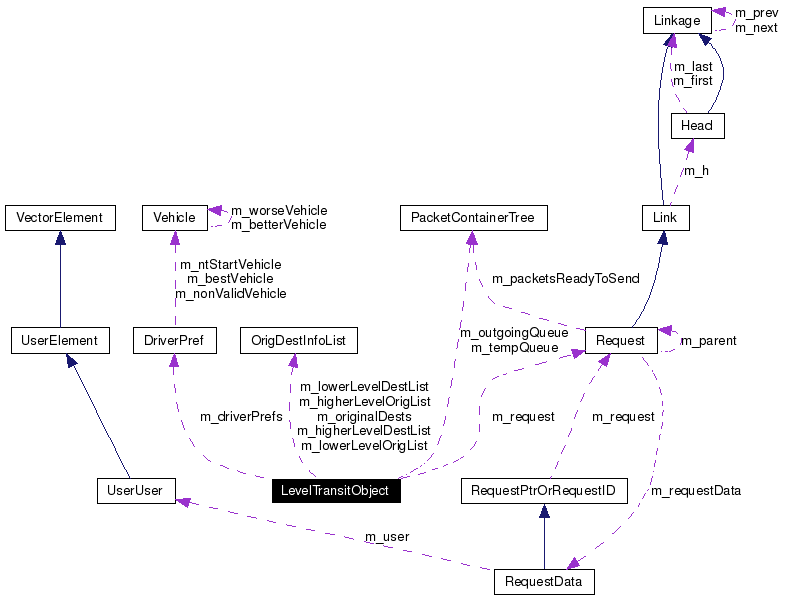 m_prev
Linkage
m_next
m_last
m_first
Head
m_h
VectorElement
Vehicle
m_worseVehicle
m_betterVehicle
PacketContainerTree
Link
m_ntStartVehicle
m_bestVehicle
m_nonValidVehicle
m_packetsReadyToSend
UserElement
DriverPref
OrigDestInfoList
m_outgoingQueue
m_tempQueue
Request
m_parent
m_lowerLevelDestList
m_higherLevelOrigList
m_originalDests
m_higherLevelDestList
m_lowerLevelOrigList
m_driverPrefs
m_request
m_request
UserUser
LevelTransitObject
RequestPtrOrRequestID
m_requestData
m_user
RequestData